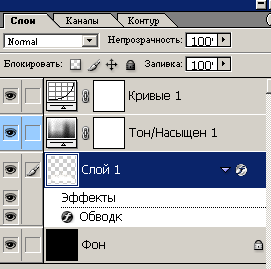 Слои Каналы Контур
Normal Непрозрачность: 100%
Блокировать: Заливка: 100%
Кривые 1
Тон/Насыщен 1
Слой 1
Эффекты
Обводк
Фон